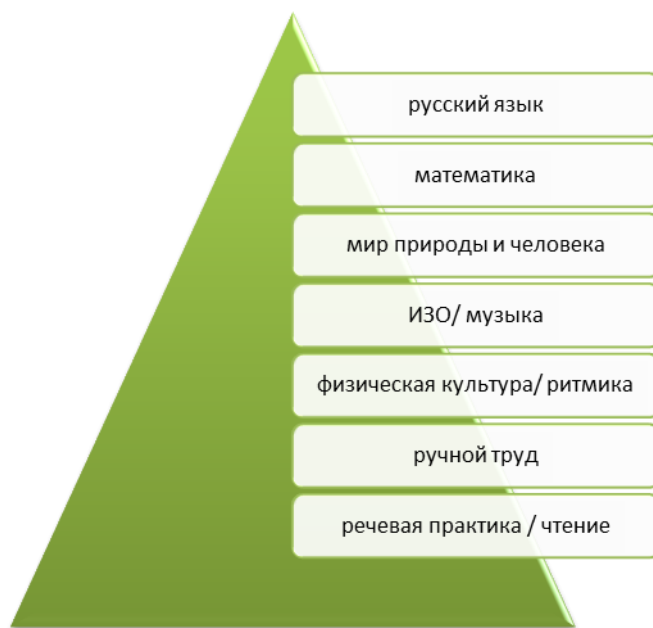 русский язык
математика
мир природы и человека
ИЗО/ музыка
физическая культура/ ритмика
ручной труд
речевая практика / чтение